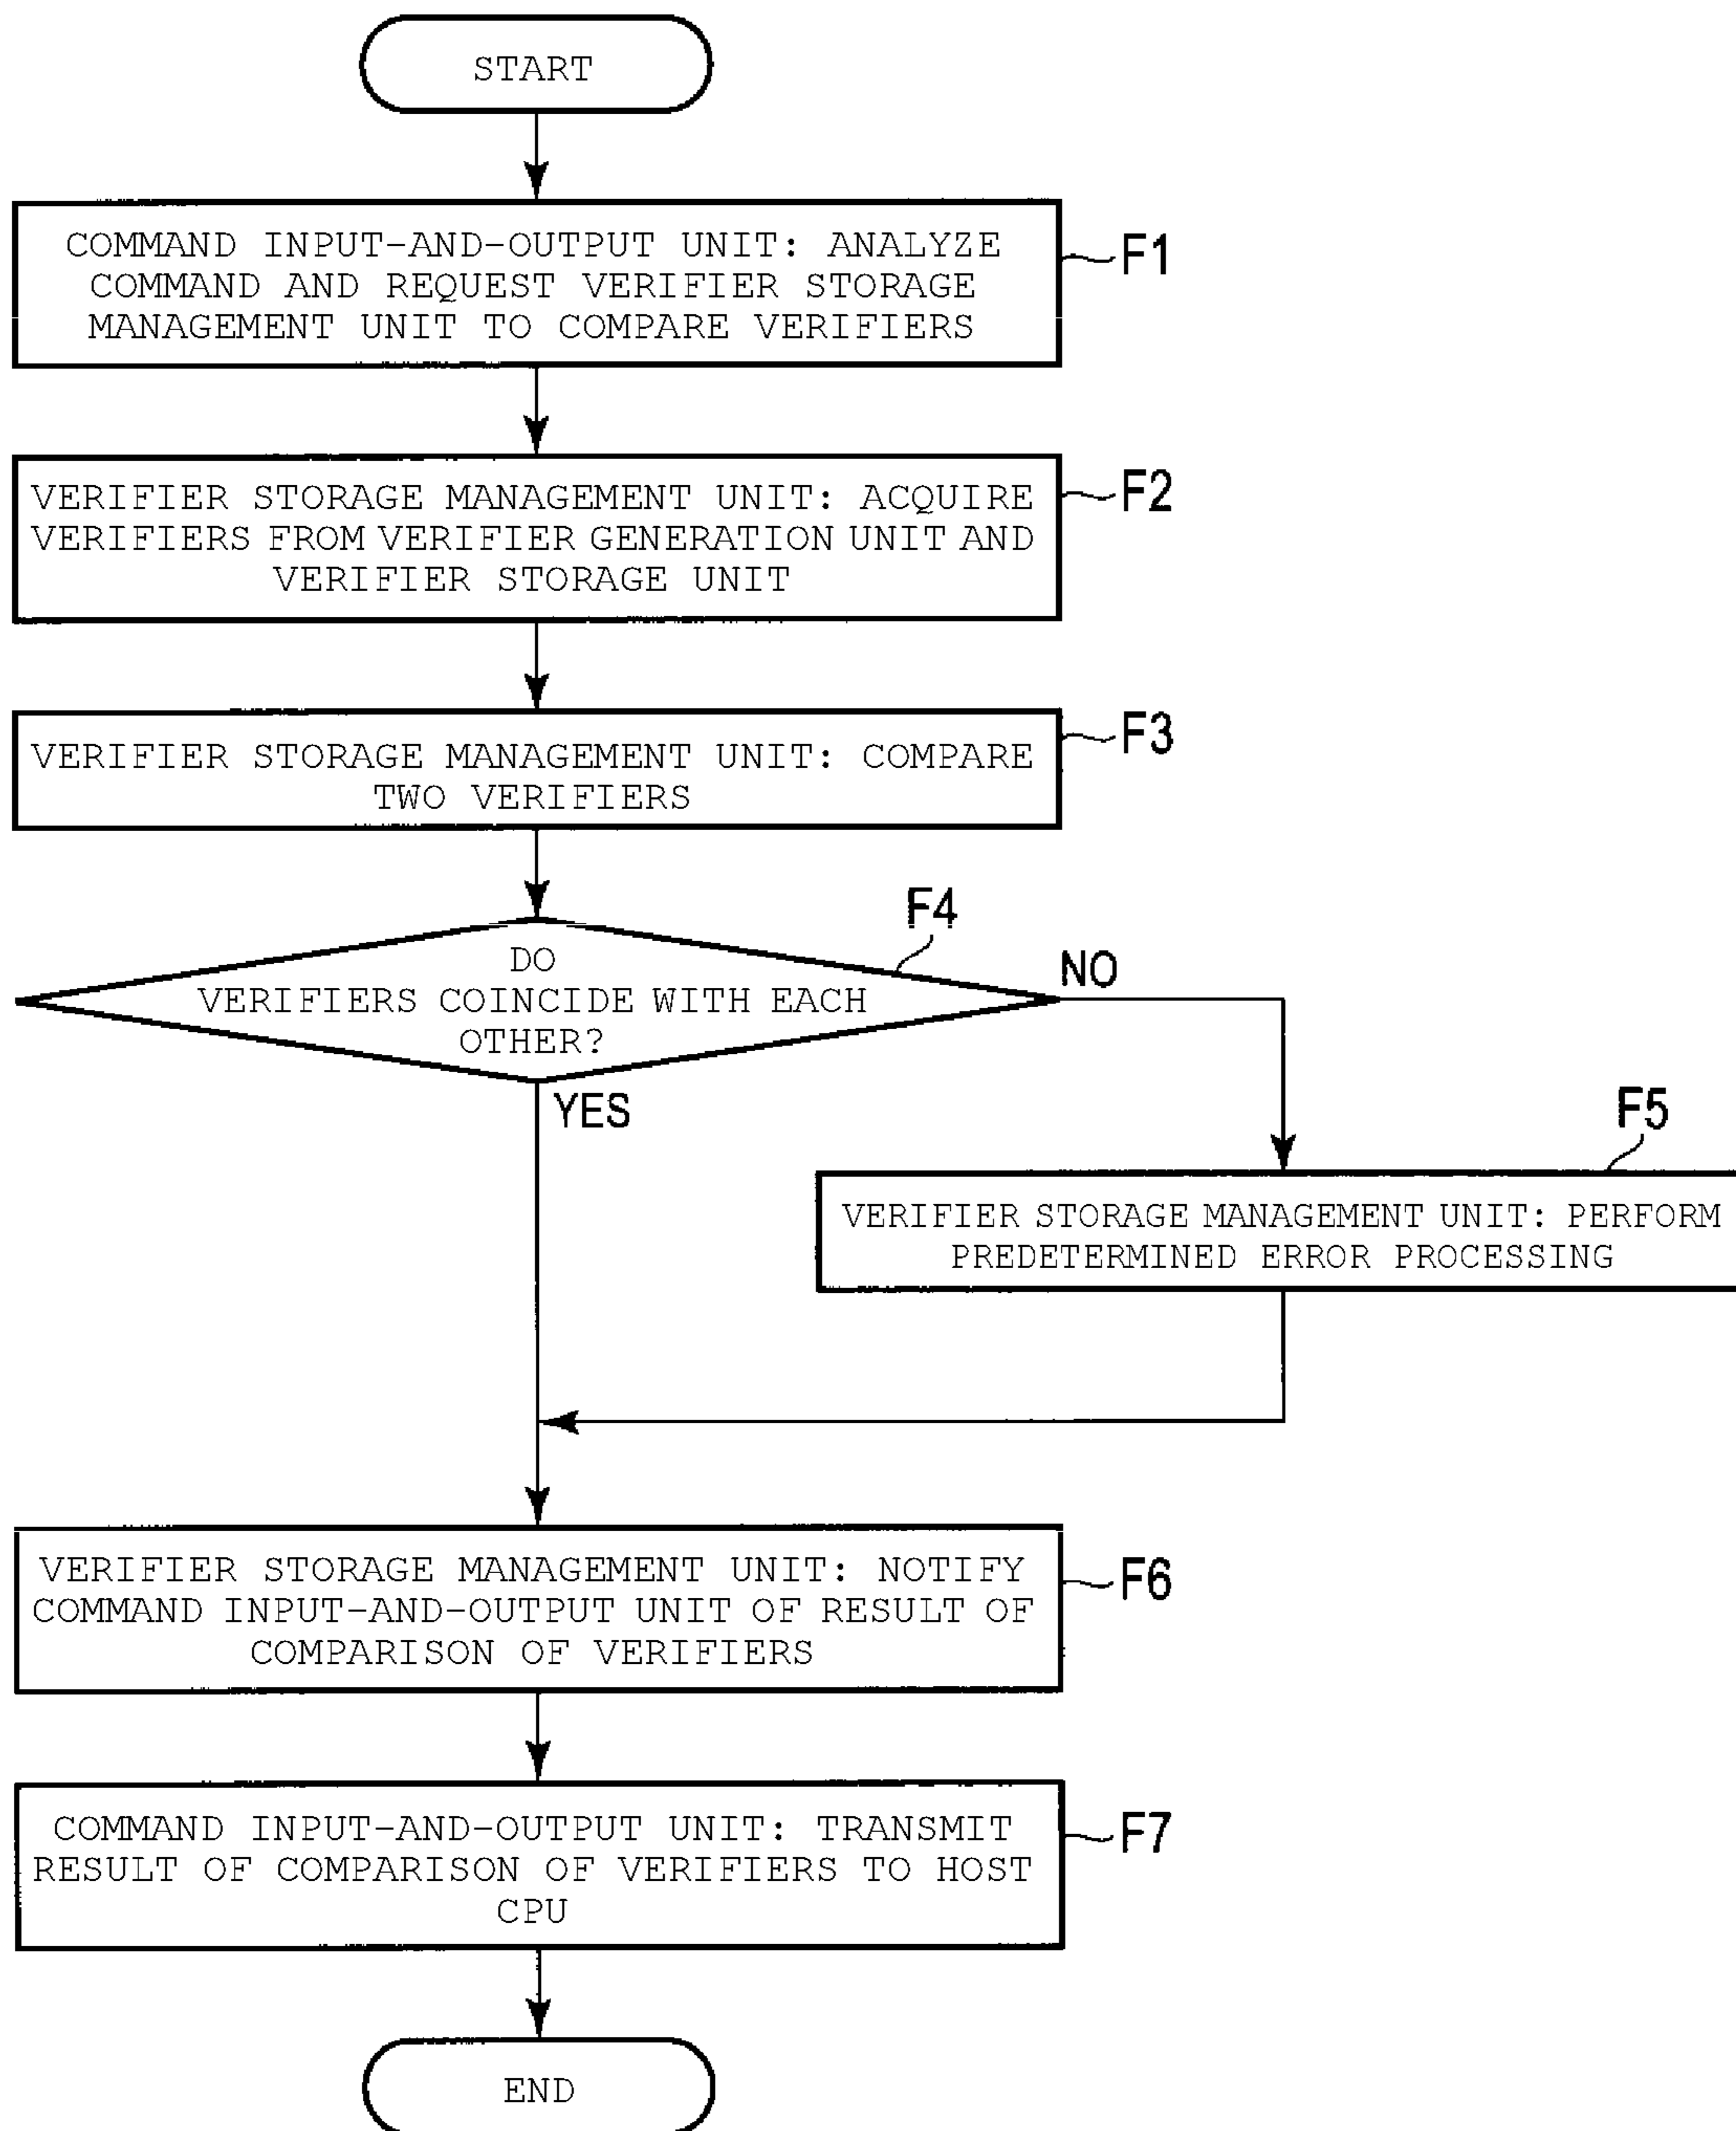 START
COMMAND INPUT-AND-OUTPUT UNIT: ANALYZE
COMMAND AND REQUEST VERIFIER STORAGE
MANAGEMENT UNIT TO COMPARE VERIFIERS
F1
VERIFIER STORAGE MANAGEMENT UNIT: ACQUIRE
VERIFIERS FROM VERIFIER GENERATION UNIT AND
VERIFIER STORAGE UNIT
F2
VERIFIER STORAGE MANAGEMENT UNIT: COMPARE
TWO VERIFIERS
F3
F4
DO
VERIFIERS COINCIDE WITH EACH
OTHER?
NO
YES
F5
VERIFIER STORAGE MANAGEMENT UNIT: PERFORM
PREDETERMINED ERROR PROCESSING
VERIFIER STORAGE MANAGEMENT UNIT: NOTIFY
COMMAND INPUT-AND-OUTPUT UNIT OF RESULT OF
COMPARISON OF VERIFIERS
F6
COMMAND INPUT-AND-OUTPUT UNIT: TRANSMIT
RESULT OF COMPARISON OF VERIFIERS TO HOST
CPU
F7
END